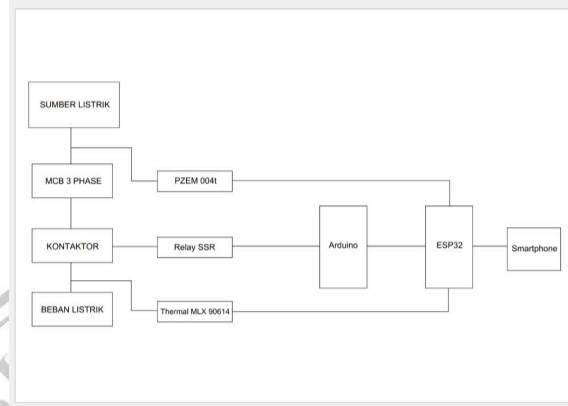 SUMBER LISTRIK
MCB 3 PHASE
PZEM 004t
KONTAKTOR
Relay SSR
Arduino
ESP32
Smartphone
BEBAN LISTRIK
Thermal MLX 90614